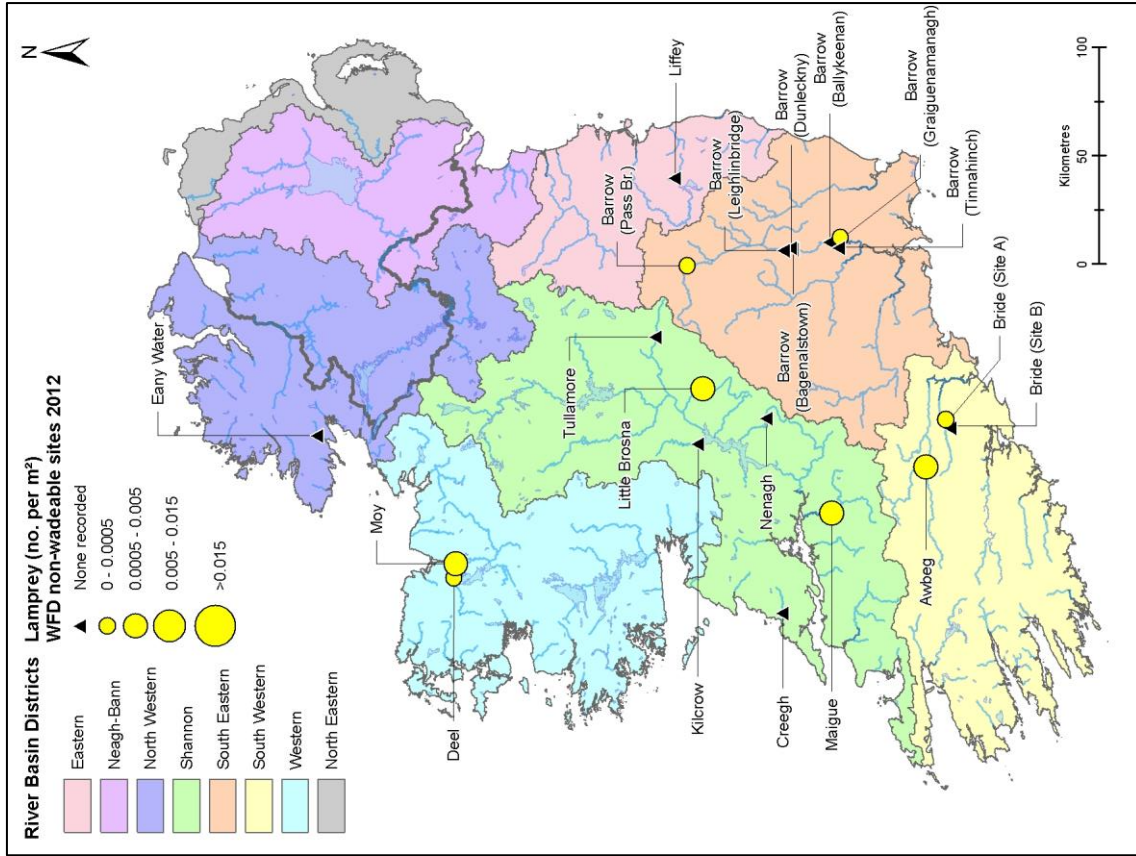 River Basin Districts
Eastern
Neagh-Bann
North Western
Shannon
South Eastern
South Western
Western
North Eastern
Lamprey (no. per m²)
WFD non-wadeable sites 2012
None recorded
0 - 0.0005
0.0005 - 0.005
0.005 - 0.015
>0.015
N
Eany Water
Moy
Deel
Tullamore
Little Brosna
Kilcrow
Nenagh
Creegh
Maigue
Awbeg
Liffey
Barrow
(Pass Br.)
Barrow
(Leighlinbridge)
Barrow
(Dunleckny)
Barrow
(Ballykeenan)
Barrow
(Graiguenamanagh)
Barrow
(Tinnahinch)
Barrow
(Bagenalstown)
Bride (Site A)
Bride (Site B)
0
50
100
Kilometres